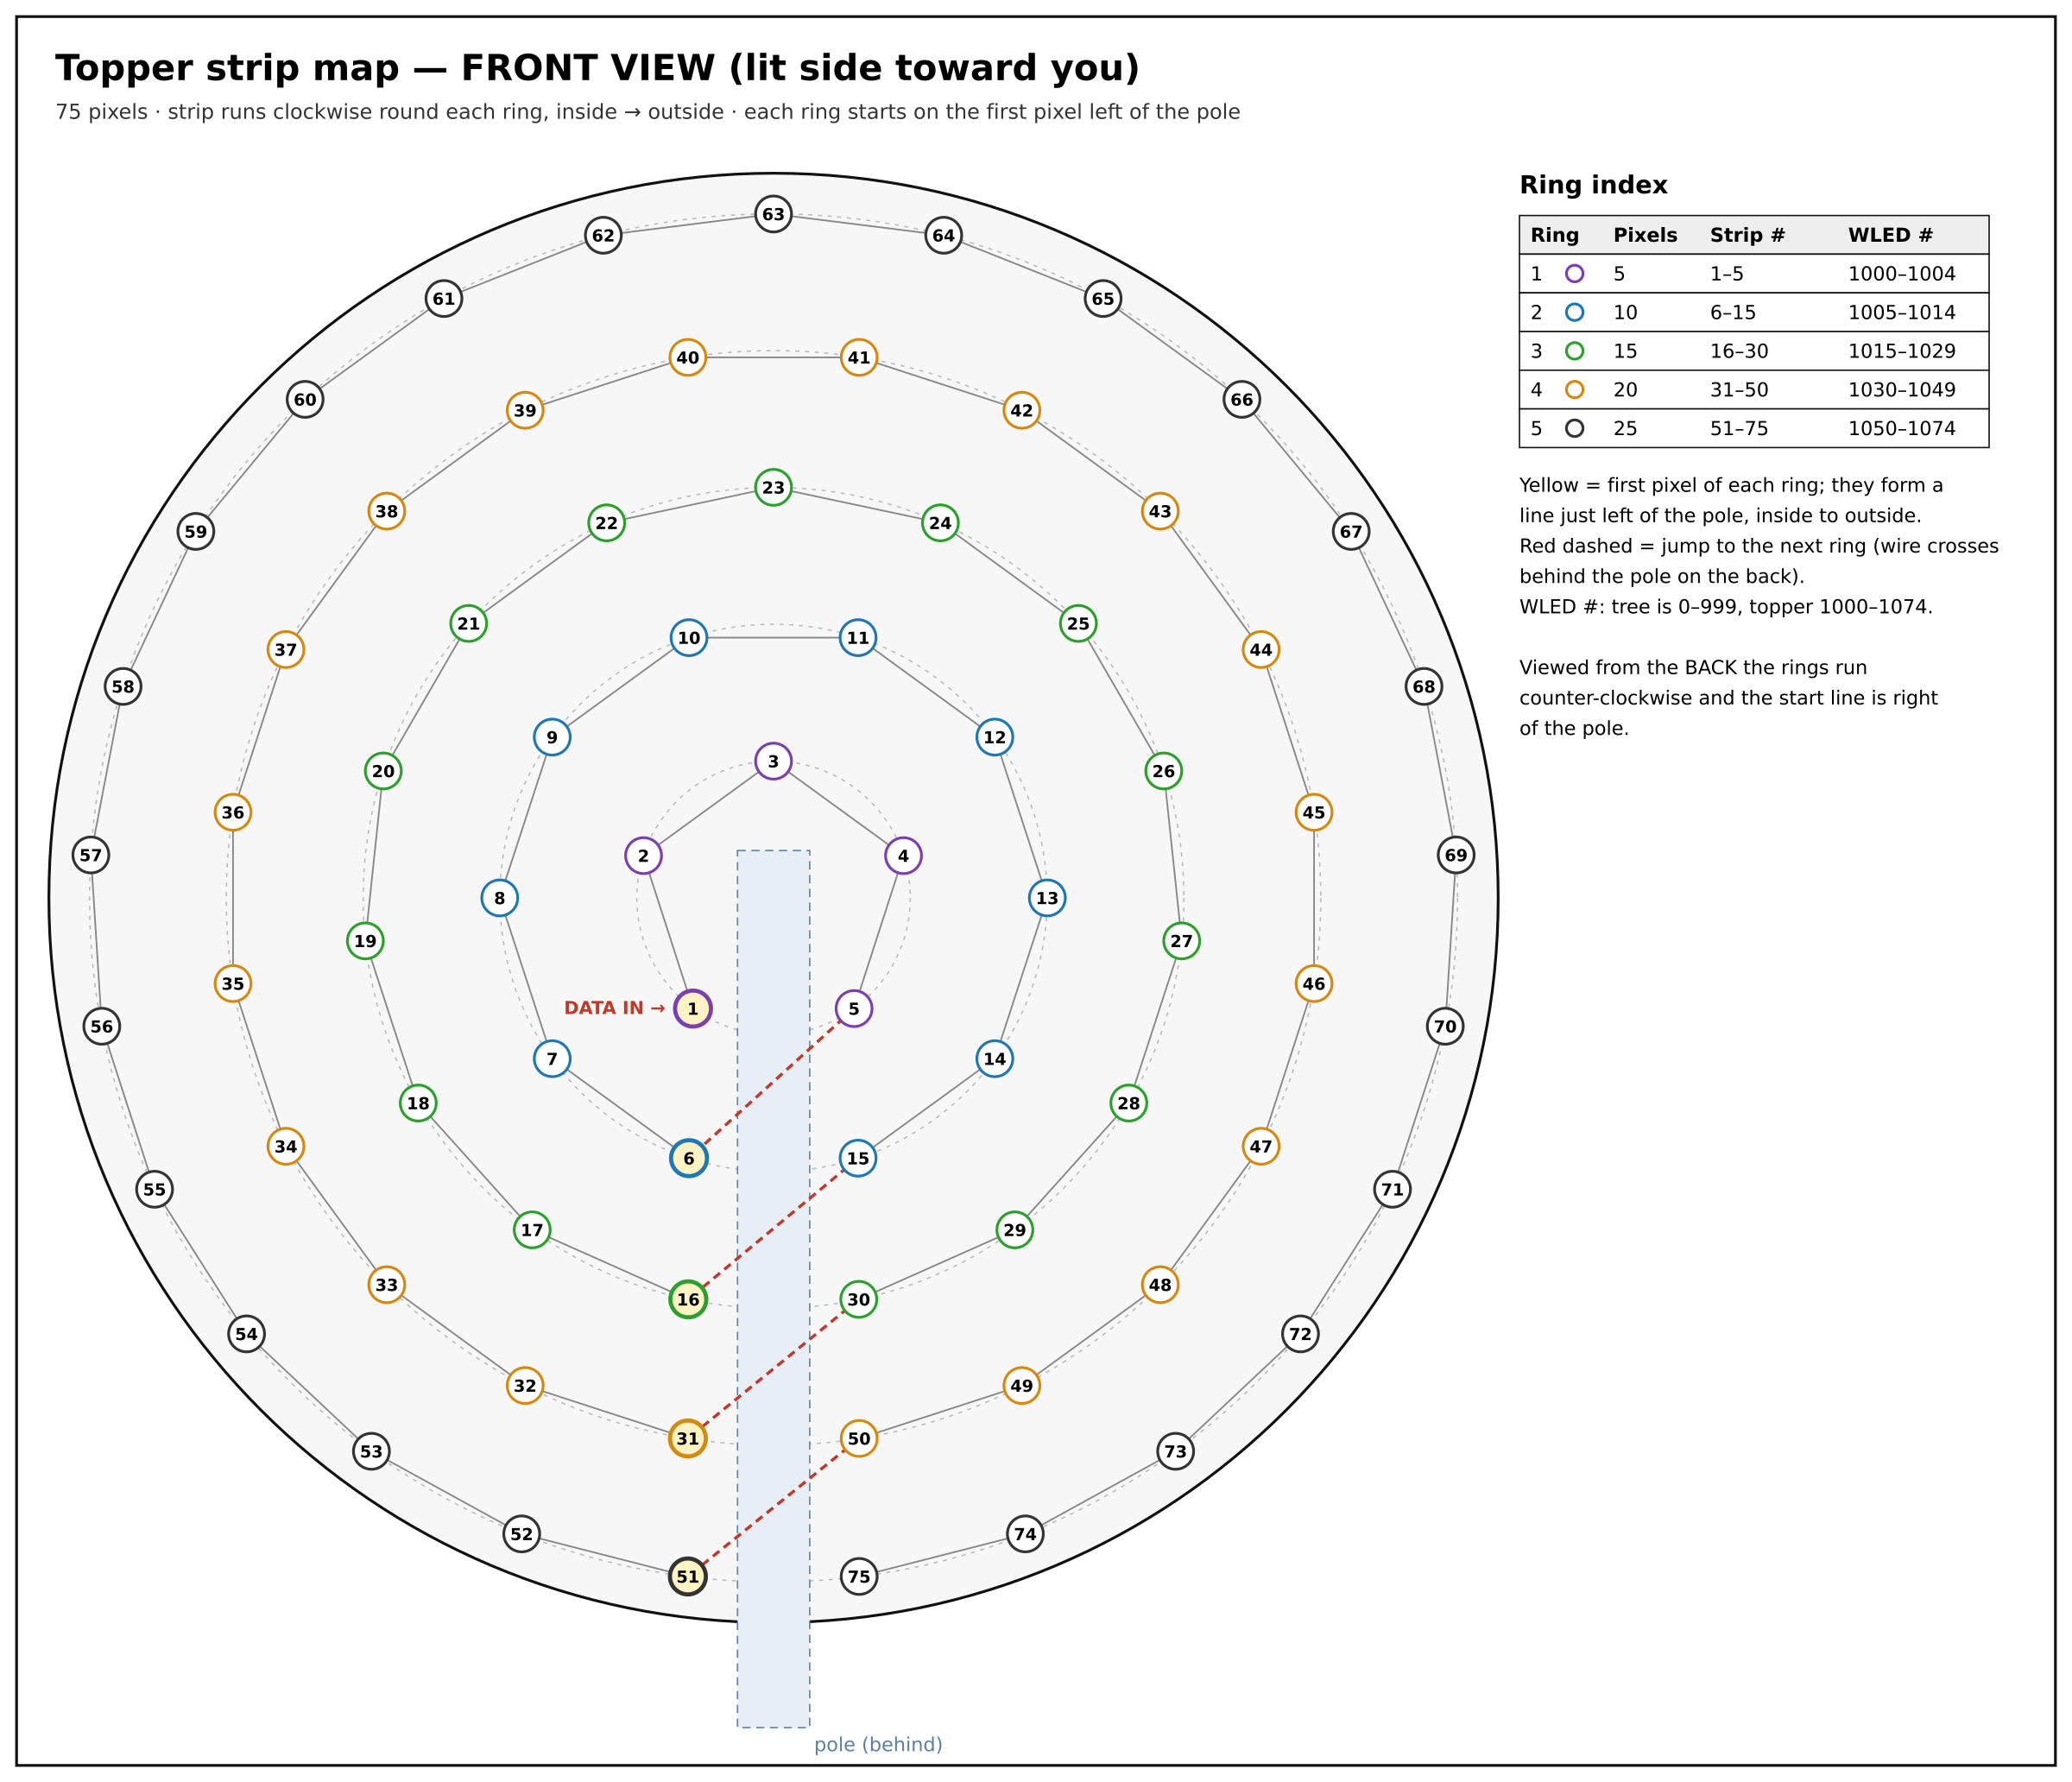 Topper strip map — FRONT VIEW (lit side toward you)
75 pixels · strip runs clockwise round each ring, inside → outside · each ring starts on the first pixel left of the pole
Ring index
Ring Pixels Strip # WLED #
1 5 1–5 1000–1004
2 10 6–15 1005–1014
3 15 16–30 1015–1029
4 20 31–50 1030–1049
5 25 51–75 1050–1074
Yellow = first pixel of each ring; they form a
line just left of the pole, inside to outside.
Red dashed = jump to the next ring (wire crosses
behind the pole on the back).
WLED #: tree is 0–999, topper 1000–1074.
Viewed from the BACK the rings run
counter-clockwise and the start line is right
of the pole.
63
62 64
61 65
40 41
60 66
39 42
23
38 43
22 24
59 67
21 25
10 11
37 44
58 68
9 12
3
20 26
36 45
57 2 4 69
8 13
19 27
35 46
DATA IN → 1 5
56 70
7 14
18 28
34 47
6 15
55 71
17 29
33 48
16 30
54 72
32 49
31 50
53 73
52 74
51 75
pole (behind)